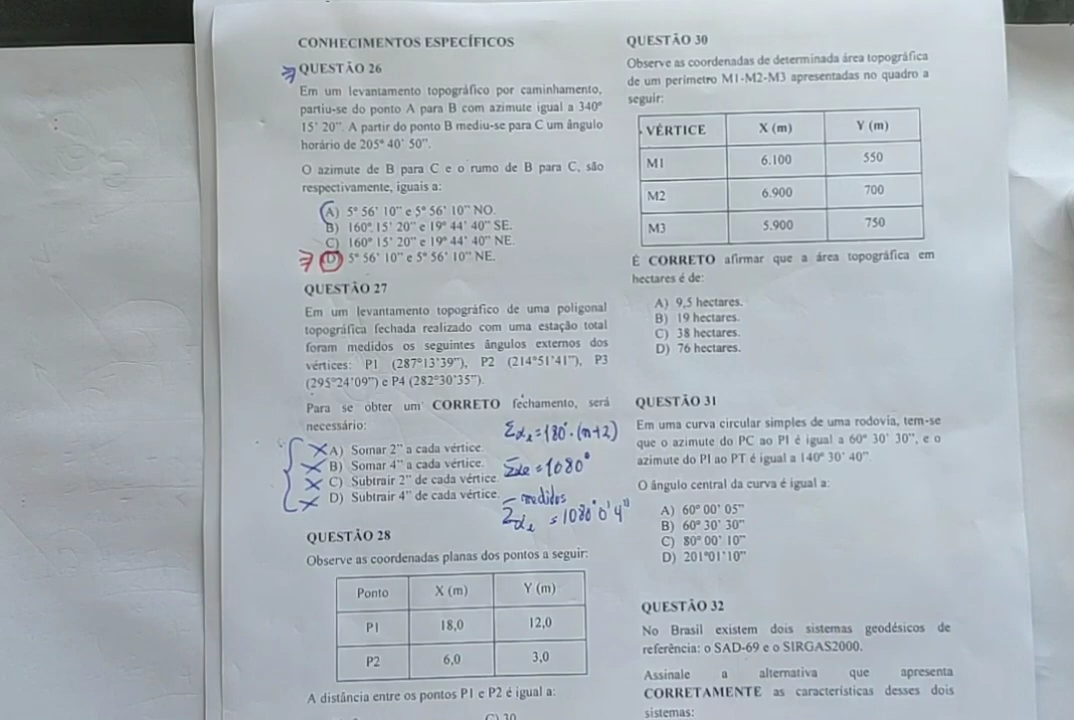 CONHECIMENTOS ESPECÍFICOS
QUESTÃO 26
Em um levantamento topográfico por caminhamento,
partiu-se do ponto A para B com azimute igual a 340°
15' 20". A partir do ponto B mediu-se para C um ângulo
horário de 205° 40' 50".
O azimute de B para C e o rumo de B para C, são
respectivamente, iguais a:
A) 5° 56' 10" e 5° 56' 10" NO.
B) 160° 15' 20" e 19° 44' 40" SE.
C) 160° 15' 20" e 19° 44' 40" NE.
D) 5° 56' 10" e 5° 56' 10" NE.
QUESTÃO 27
Em um levantamento topográfico de uma poligonal
topográfica fechada realizado com uma estação total
foram medidos os seguintes ângulos externos dos
vértices: P1 (287°13'39"), P2 (214°51'41"), P3
(295°24'09") e P4 (282°30'35").
Para se obter um CORRETO fechamento, será
necessário:
A) Somar 2" a cada vértice.
B) Somar 4" a cada vértice.
C) Subtrair 2" de cada vértice.
D) Subtrair 4" de cada vértice.
Σαe = 180°.(n+2)
Σαe = 1080°
medidos
Σαe = 1080°0'4"
QUESTÃO 28
Observe as coordenadas planas dos pontos a seguir:
Ponto X (m) Y (m)
P1 18,0 12,0
P2 6,0 3,0
A distância entre os pontos P1 e P2 é igual a:
C) 30
QUESTÃO 30
Observe as coordenadas de determinada área topográfica
de um perímetro M1-M2-M3 apresentadas no quadro a
seguir:
VÉRTICE X (m) Y (m)
M1 6.100 550
M2 6.900 700
M3 5.900 750
É CORRETO afirmar que a área topográfica em
hectares é de:
A) 9,5 hectares.
B) 19 hectares.
C) 38 hectares.
D) 76 hectares.
QUESTÃO 31
Em uma curva circular simples de uma rodovia, tem-se
que o azimute do PC ao PI é igual a 60° 30' 30", e o
azimute do PI ao PT é igual a 140° 30' 40"
O ângulo central da curva é igual a:
A) 60° 00' 05"
B) 60° 30' 30"
C) 80° 00' 10"
D) 201°01'10"
QUESTÃO 32
No Brasil existem dois sistemas geodésicos de
referência: o SAD-69 e o SIRGAS2000.
Assinale a alternativa que apresenta
CORRETAMENTE as características desses dois
sistemas: